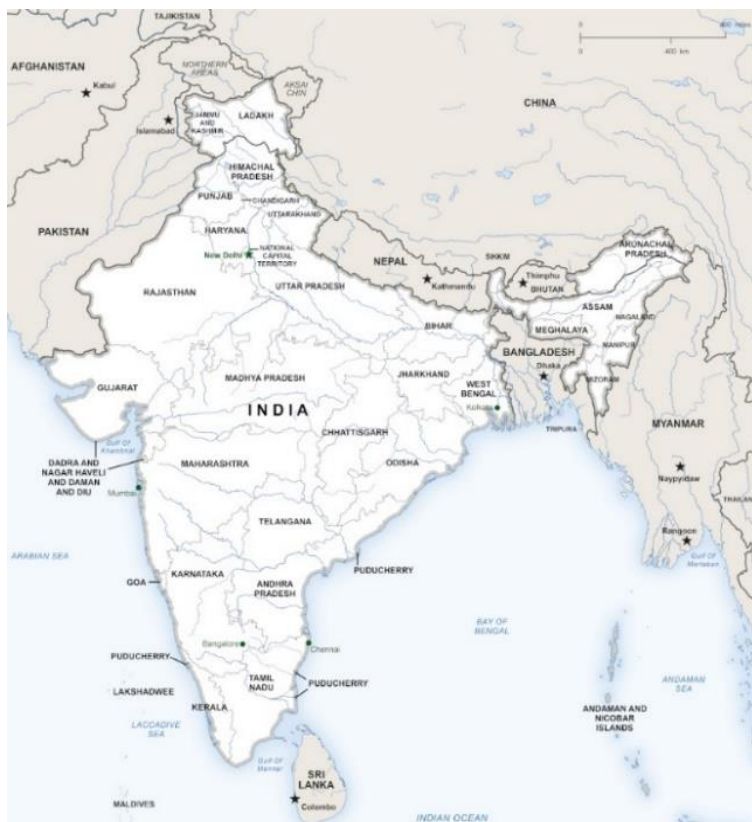 TAJIKISTAN
0
400 miles
0
400 km
AFGHANISTAN
Kabul
NORTHERN
AREAS
AKSAI
CHIN
CHINA
Islamabad
JAMMU
AND
KASHMIR
LADAKH
HIMACHAL
PRADESH
PUNJAB
CHANDIGARH
UTTARAKHAND
PAKISTAN
HARYANA
New Delhi
NATIONAL
CAPITAL
TERRITORY
NEPAL
Kathmandu
SIKKIM
Thimphu
BHUTAN
ARUNACHAL
PRADESH
RAJASTHAN
UTTAR PRADESH
ASSAM
NAGALAND
BIHAR
MEGHALAYA
MANIPUR
BANGLADESH
Dhaka
MIZORAM
TRIPURA
GUJARAT
MADHYA PRADESH
JHARKHAND
WEST
BENGAL
Kolkata
INDIA
MYANMAR
Gulf Of
Khambhat
CHHATTISGARH
DADRA AND
NAGAR HAVELI
AND DAMAN
AND DIU
MAHARASHTRA
ODISHA
Naypyidaw
THAILAN
Mumbai
TELANGANA
Rangoon
Gulf Of
Martaban
ARABIAN SEA
PUDUCHERRY
GOA
KARNATAKA
ANDHRA
PRADESH
BAY OF
BENGAL
Bangalore
Chennai
PUDUCHERRY
LAKSHADWEE
TAMIL
NADU
PUDUCHERRY
ANDAMAN
SEA
KERALA
ANDAMAN AND
NICOBAR
ISLANDS
LACCADIVE
SEA
Gulf Of
Mannar
SRI
LANKA
Colombo
MALDIVES
INDIAN OCEAN